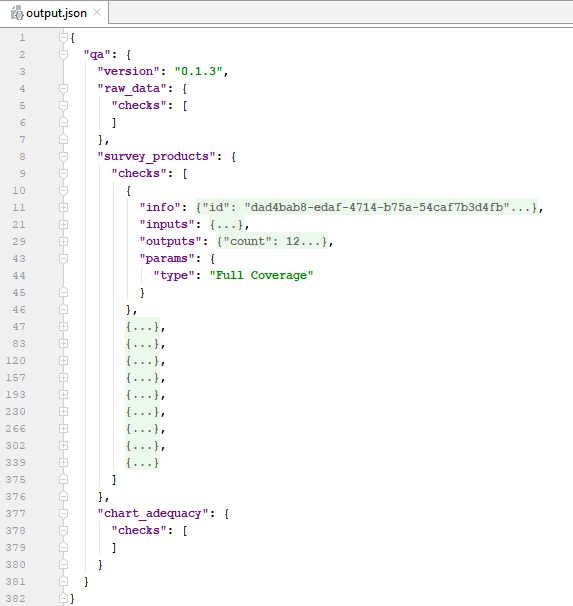 output.json
1 {
2 "qa": {
3 "version": "0.1.3",
4 "raw_data": {
5 "checks": [
6 ]
7 },
8 "survey_products": {
9 "checks": [
10 {
11 "info": {"id": "dad4bab8-edaf-4714-b75a-54caf7b3d4fb"...},
21 "inputs": {...},
29 "outputs": {"count": 12...},
43 "params": {
44 "type": "Full Coverage"
45 }
46 },
47 {...},
83 {...},
120 {...},
157 {...},
193 {...},
230 {...},
266 {...},
302 {...},
339 {...}
375 ]
376 },
377 "chart_adequacy": {
378 "checks": [
379 ]
380 }
381 }
382 }